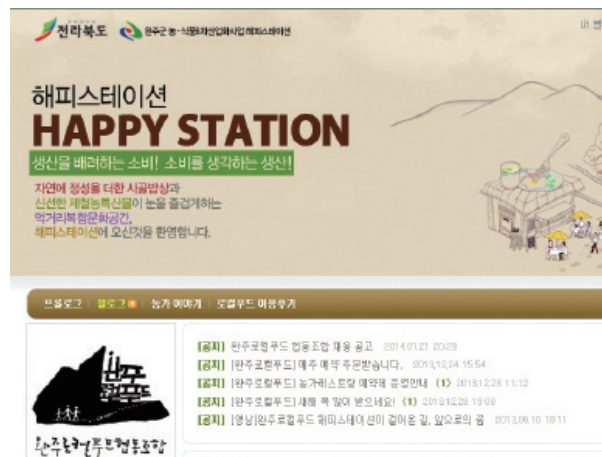 전라북도 완주군 농·식품6차산업화사업 해피스테이션
해피스테이션
HAPPY STATION
생산을 배려하는 소비! 소비를 생각하는 생산!
자연에 정성을 더한 시골밥상과
신선한 제철농특산물이 눈을 즐겁게하는
먹거리복합문화공간,
해피스테이션에 오신것을 환영합니다.
프롤로그 블로그 농가 이야기 로컬푸드 이용후기
[공지] 완주로컬푸드 협동조합 채용 공고 2014.01.21 20:29
[공지] [완주로컬푸드] 메주 예약 주문받습니다. 2013.12.24 15:54
[공지] [완주로컬푸드] 농가레스토랑 예약제 운영안내 (1) 2013.12.28 11:12
[공지] [완주로컬푸드] 새해 복 많이 받으세요! (1) 2013.12.28
[공지] [영상]완주로컬푸드 해피스테이션이 걸어온 길, 앞으로의 꿈 2013.09.10 18:11
완주
로컬푸드
완주로컬푸드협동조합